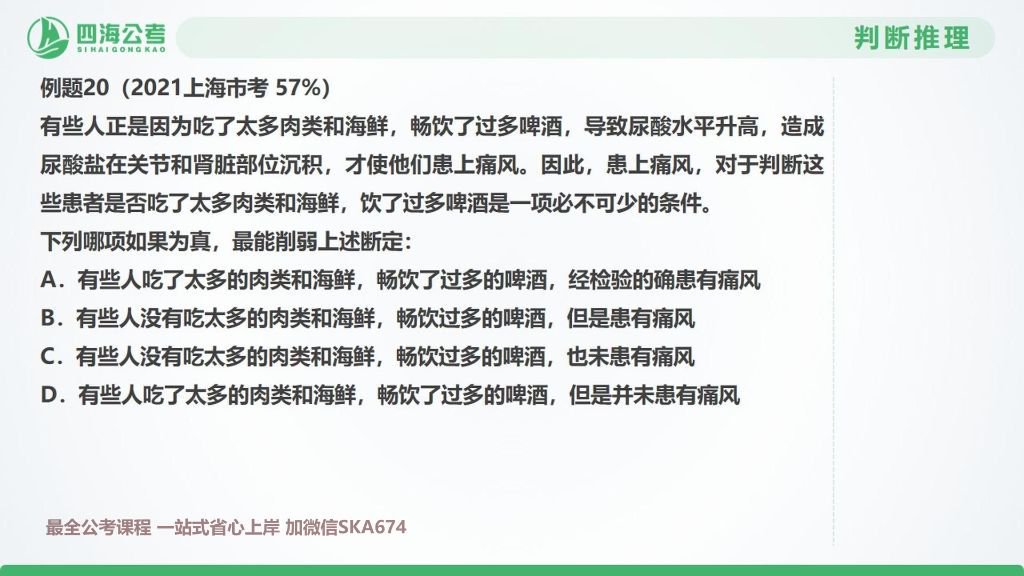 四海公考
SIHAIGONGKAO
判断推理
例题20（2021上海市考 57%）
有些人正是因为吃了太多肉类和海鲜，畅饮了过多啤酒，导致尿酸水平升高，造成
尿酸盐在关节和肾脏部位沉积，才使他们患上痛风。因此，患上痛风，对于判断这
些患者是否吃了太多肉类和海鲜，饮了过多啤酒是一项必不可少的条件。
下列哪项如果为真，最能削弱上述断定：
A．有些人吃了太多的肉类和海鲜，畅饮了过多的啤酒，经检验的确患有痛风
B．有些人没有吃太多的肉类和海鲜，畅饮过多的啤酒，但是患有痛风
C．有些人没有吃太多的肉类和海鲜，畅饮过多的啤酒，也未患有痛风
D．有些人吃了太多的肉类和海鲜，畅饮了过多的啤酒，但是并未患有痛风
最全公考课程 一站式省心上岸 加微信SKA674